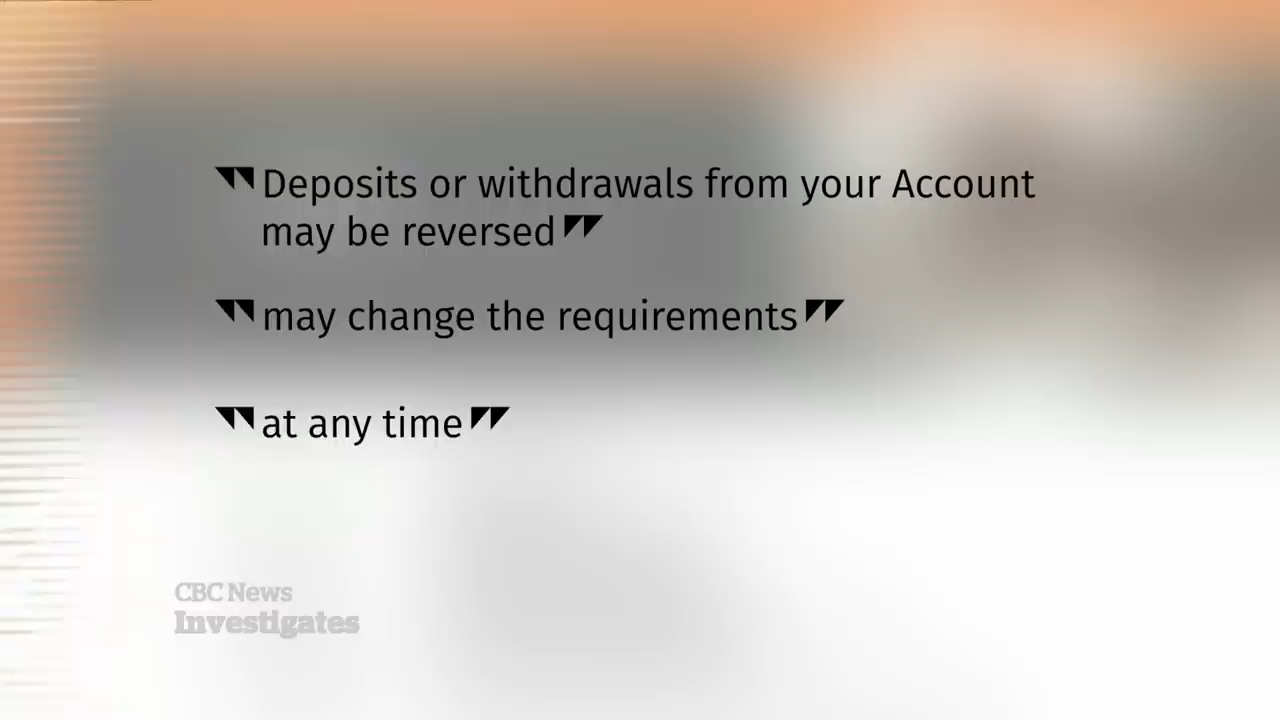 "Deposits or withdrawals from your Account
may be reversed"
"may change the requirements"
"at any time"
CBC News
Investigates